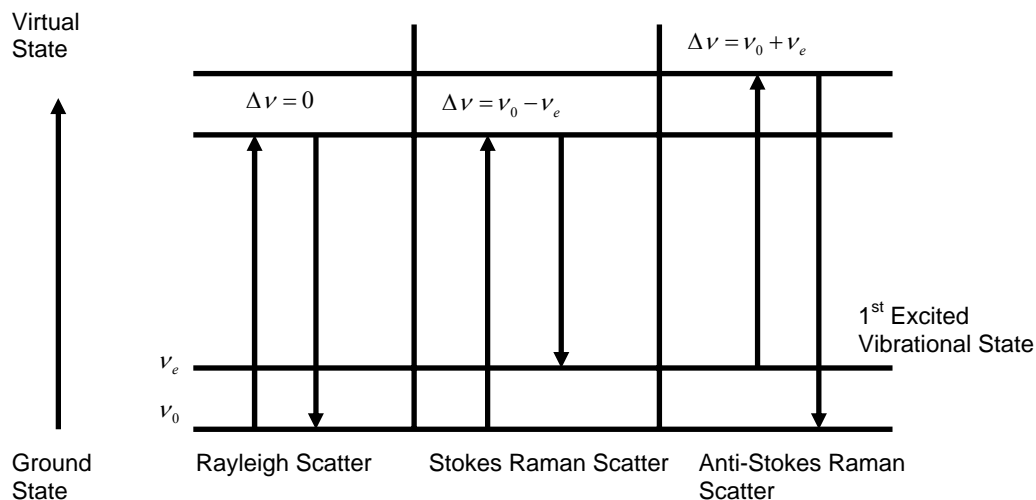 Virtual
State
Δν = ν₀ + νₑ
Δν = 0
Δν = ν₀ − νₑ
1ˢᵗ Excited
Vibrational State
νₑ
ν₀
Ground
State
Rayleigh Scatter
Stokes Raman Scatter
Anti-Stokes Raman
Scatter